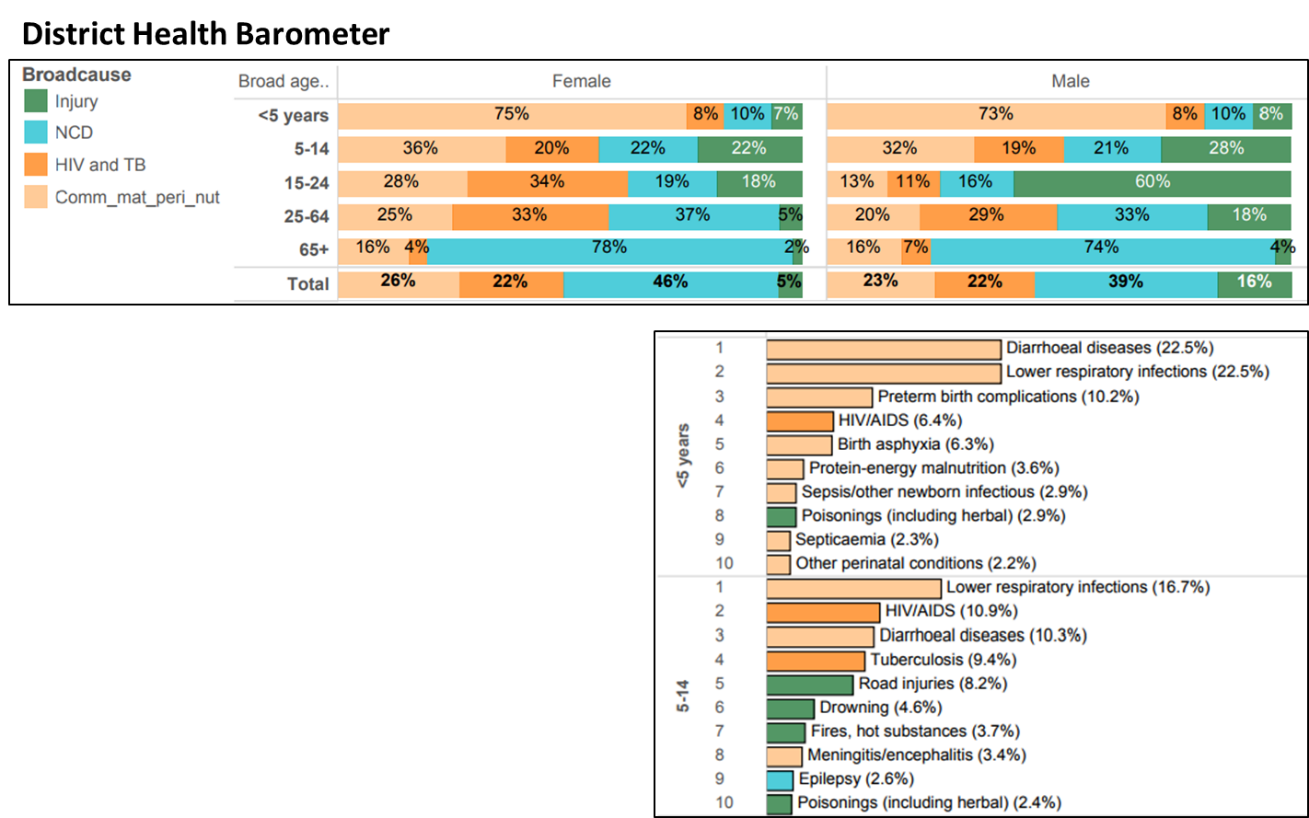 District Health Barometer
Broadcause
Injury
NCD
HIV and TB
Comm_mat_peri_nut
Broad age.. Female Male
<5 years 75% 8% 10% 7% 73% 8% 10% 8%
5-14 36% 20% 22% 22% 32% 19% 21% 28%
15-24 28% 34% 19% 18% 13% 11% 16% 60%
25-64 25% 33% 37% 5% 20% 29% 33% 18%
65+ 16% 4% 78% 2% 16% 7% 74% 4%
Total 26% 22% 46% 5% 23% 22% 39% 16%
<5 years
1 Diarrhoeal diseases (22.5%)
2 Lower respiratory infections (22.5%)
3 Preterm birth complications (10.2%)
4 HIV/AIDS (6.4%)
5 Birth asphyxia (6.3%)
6 Protein-energy malnutrition (3.6%)
7 Sepsis/other newborn infectious (2.9%)
8 Poisonings (including herbal) (2.9%)
9 Septicaemia (2.3%)
10 Other perinatal conditions (2.2%)
5-14
1 Lower respiratory infections (16.7%)
2 HIV/AIDS (10.9%)
3 Diarrhoeal diseases (10.3%)
4 Tuberculosis (9.4%)
5 Road injuries (8.2%)
6 Drowning (4.6%)
7 Fires, hot substances (3.7%)
8 Meningitis/encephalitis (3.4%)
9 Epilepsy (2.6%)
10 Poisonings (including herbal) (2.4%)